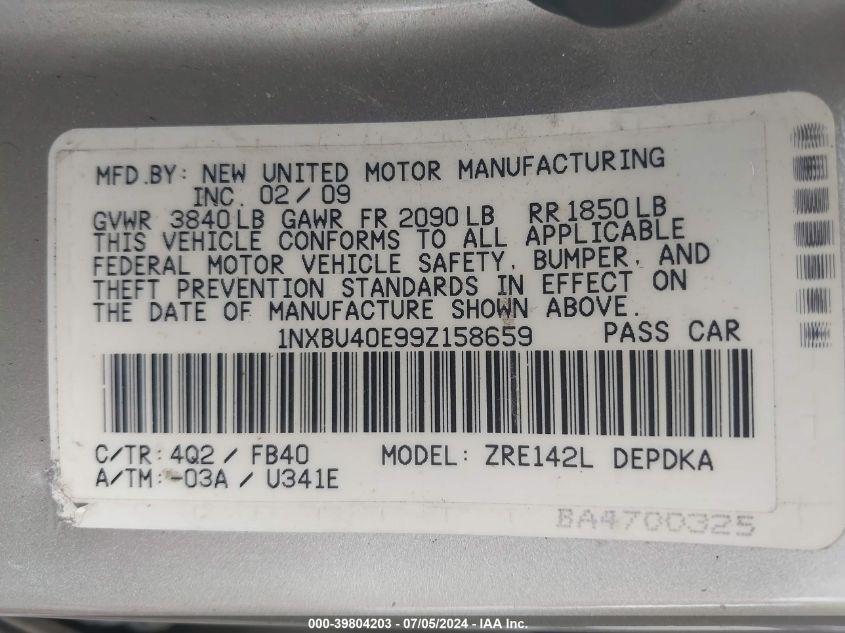 MFD.BY: NEW UNITED MOTOR MANUFACTURING
INC. 02/09
GVWR 3840LB GAWR FR 2090LB RR 1850LB
THIS VEHICLE CONFORMS TO ALL APPLICABLE
FEDERAL MOTOR VEHICLE SAFETY, BUMPER, AND
THEFT PREVENTION STANDARDS IN EFFECT ON
THE DATE OF MANUFACTURE SHOWN ABOVE.
1NXBU40E99Z158659 PASS CAR
C/TR: 4Q2 / FB40 MODEL: ZRE142L DEPDKA
A/TM: -03A / U341E
BA4700325
000-39804203 - 07/05/2024 - IAA Inc.